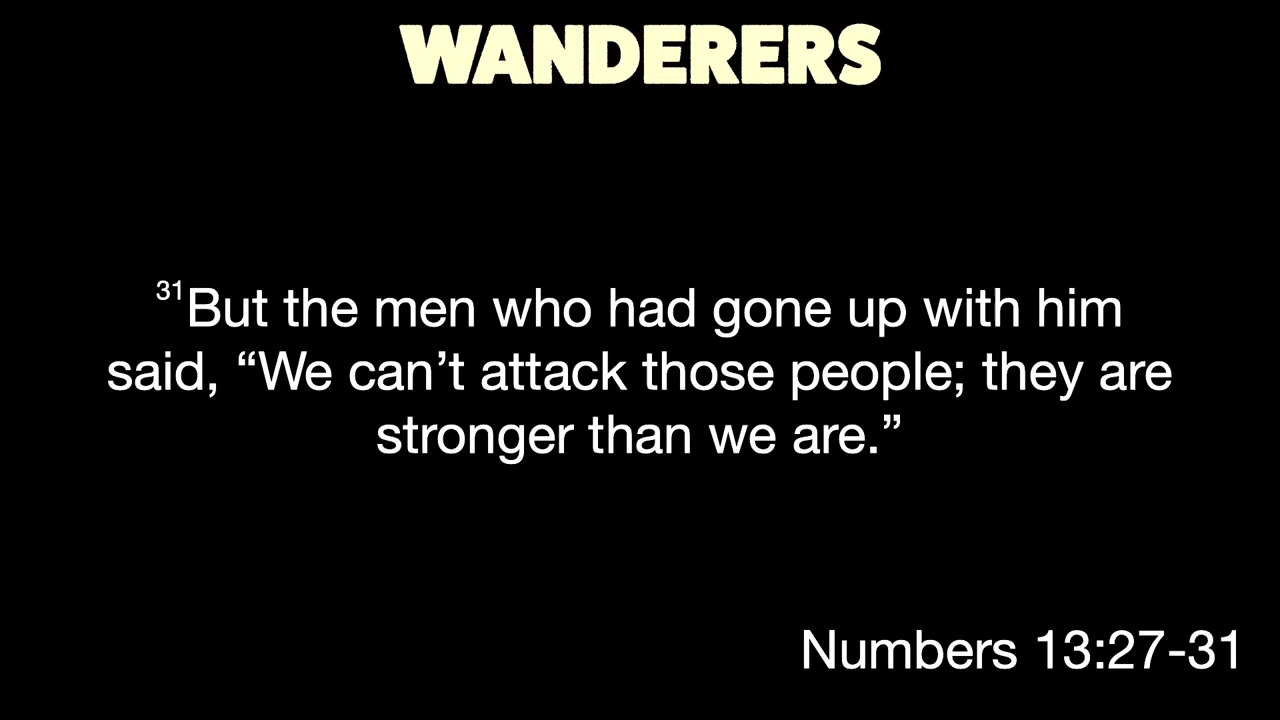 WANDERERS
³¹But the men who had gone up with him
said, “We can’t attack those people; they are
stronger than we are.”
Numbers 13:27-31